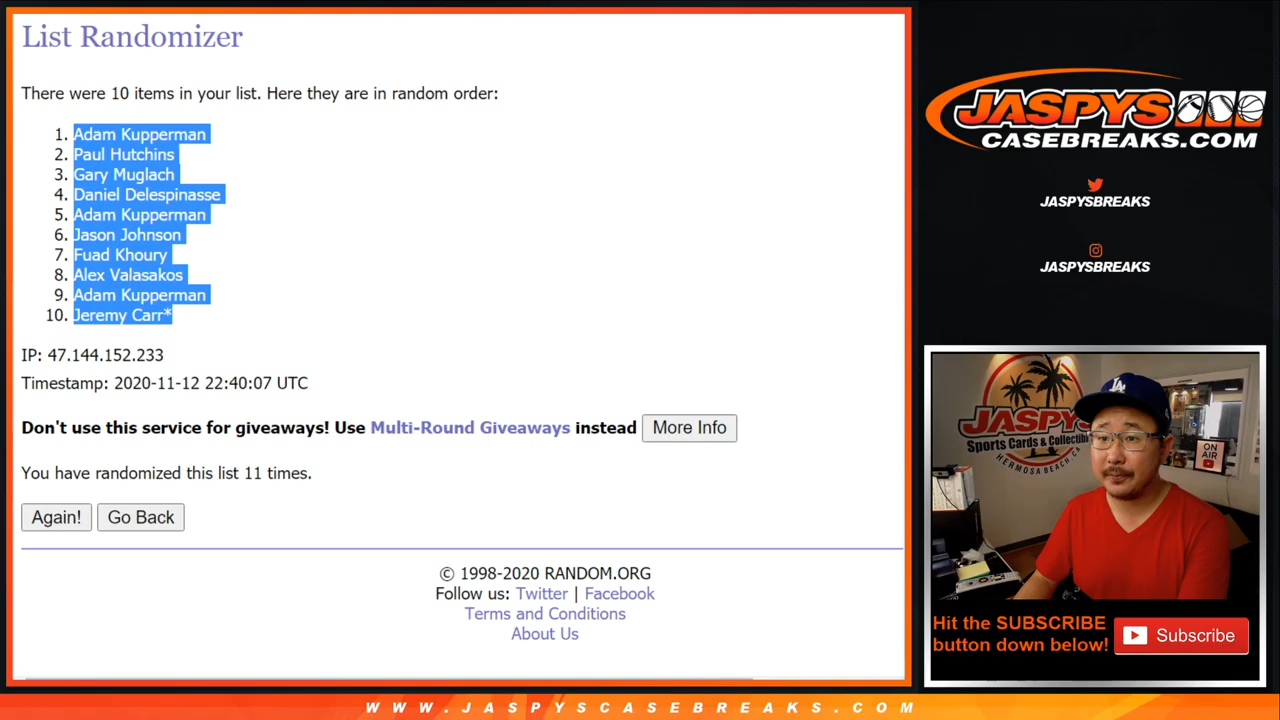 List Randomizer
There were 10 items in your list. Here they are in random order:
1. Adam Kupperman
2. Paul Hutchins
3. Gary Muglach
4. Daniel Delespinasse
5. Adam Kupperman
6. Jason Johnson
7. Fuad Khoury
8. Alex Valasakos
9. Adam Kupperman
10. Jeremy Carr*
IP: 47.144.152.233
Timestamp: 2020-11-12 22:40:07 UTC
Don't use this service for giveaways! Use Multi-Round Giveaways instead More Info
You have randomized this list 11 times.
Again! Go Back
© 1998-2020 RANDOM.ORG
Follow us: Twitter | Facebook
Terms and Conditions
About Us
JASPYS
CASEBREAKS.COM
JASPYSBREAKS
JASPYSBREAKS
JASPYS
Sports Cards & Collectibl
HERMOSA BEACH, CA
LA
ON
AIR
Hit the SUBSCRIBE
button down below!
Subscribe
WWW.JASPYSCASEBREAKS.COM